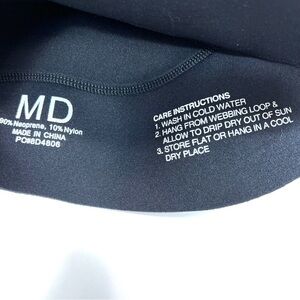 MD
90% Neoprene, 10% Nylon
MADE IN CHINA
PO#8D4806
CARE INSTRUCTIONS
1. WASH IN COLD WATER
2. HANG FROM WEBBING LOOP &
ALLOW TO DRIP DRY OUT OF SUN
3. STORE FLAT OR HANG IN A COOL
DRY PLACE